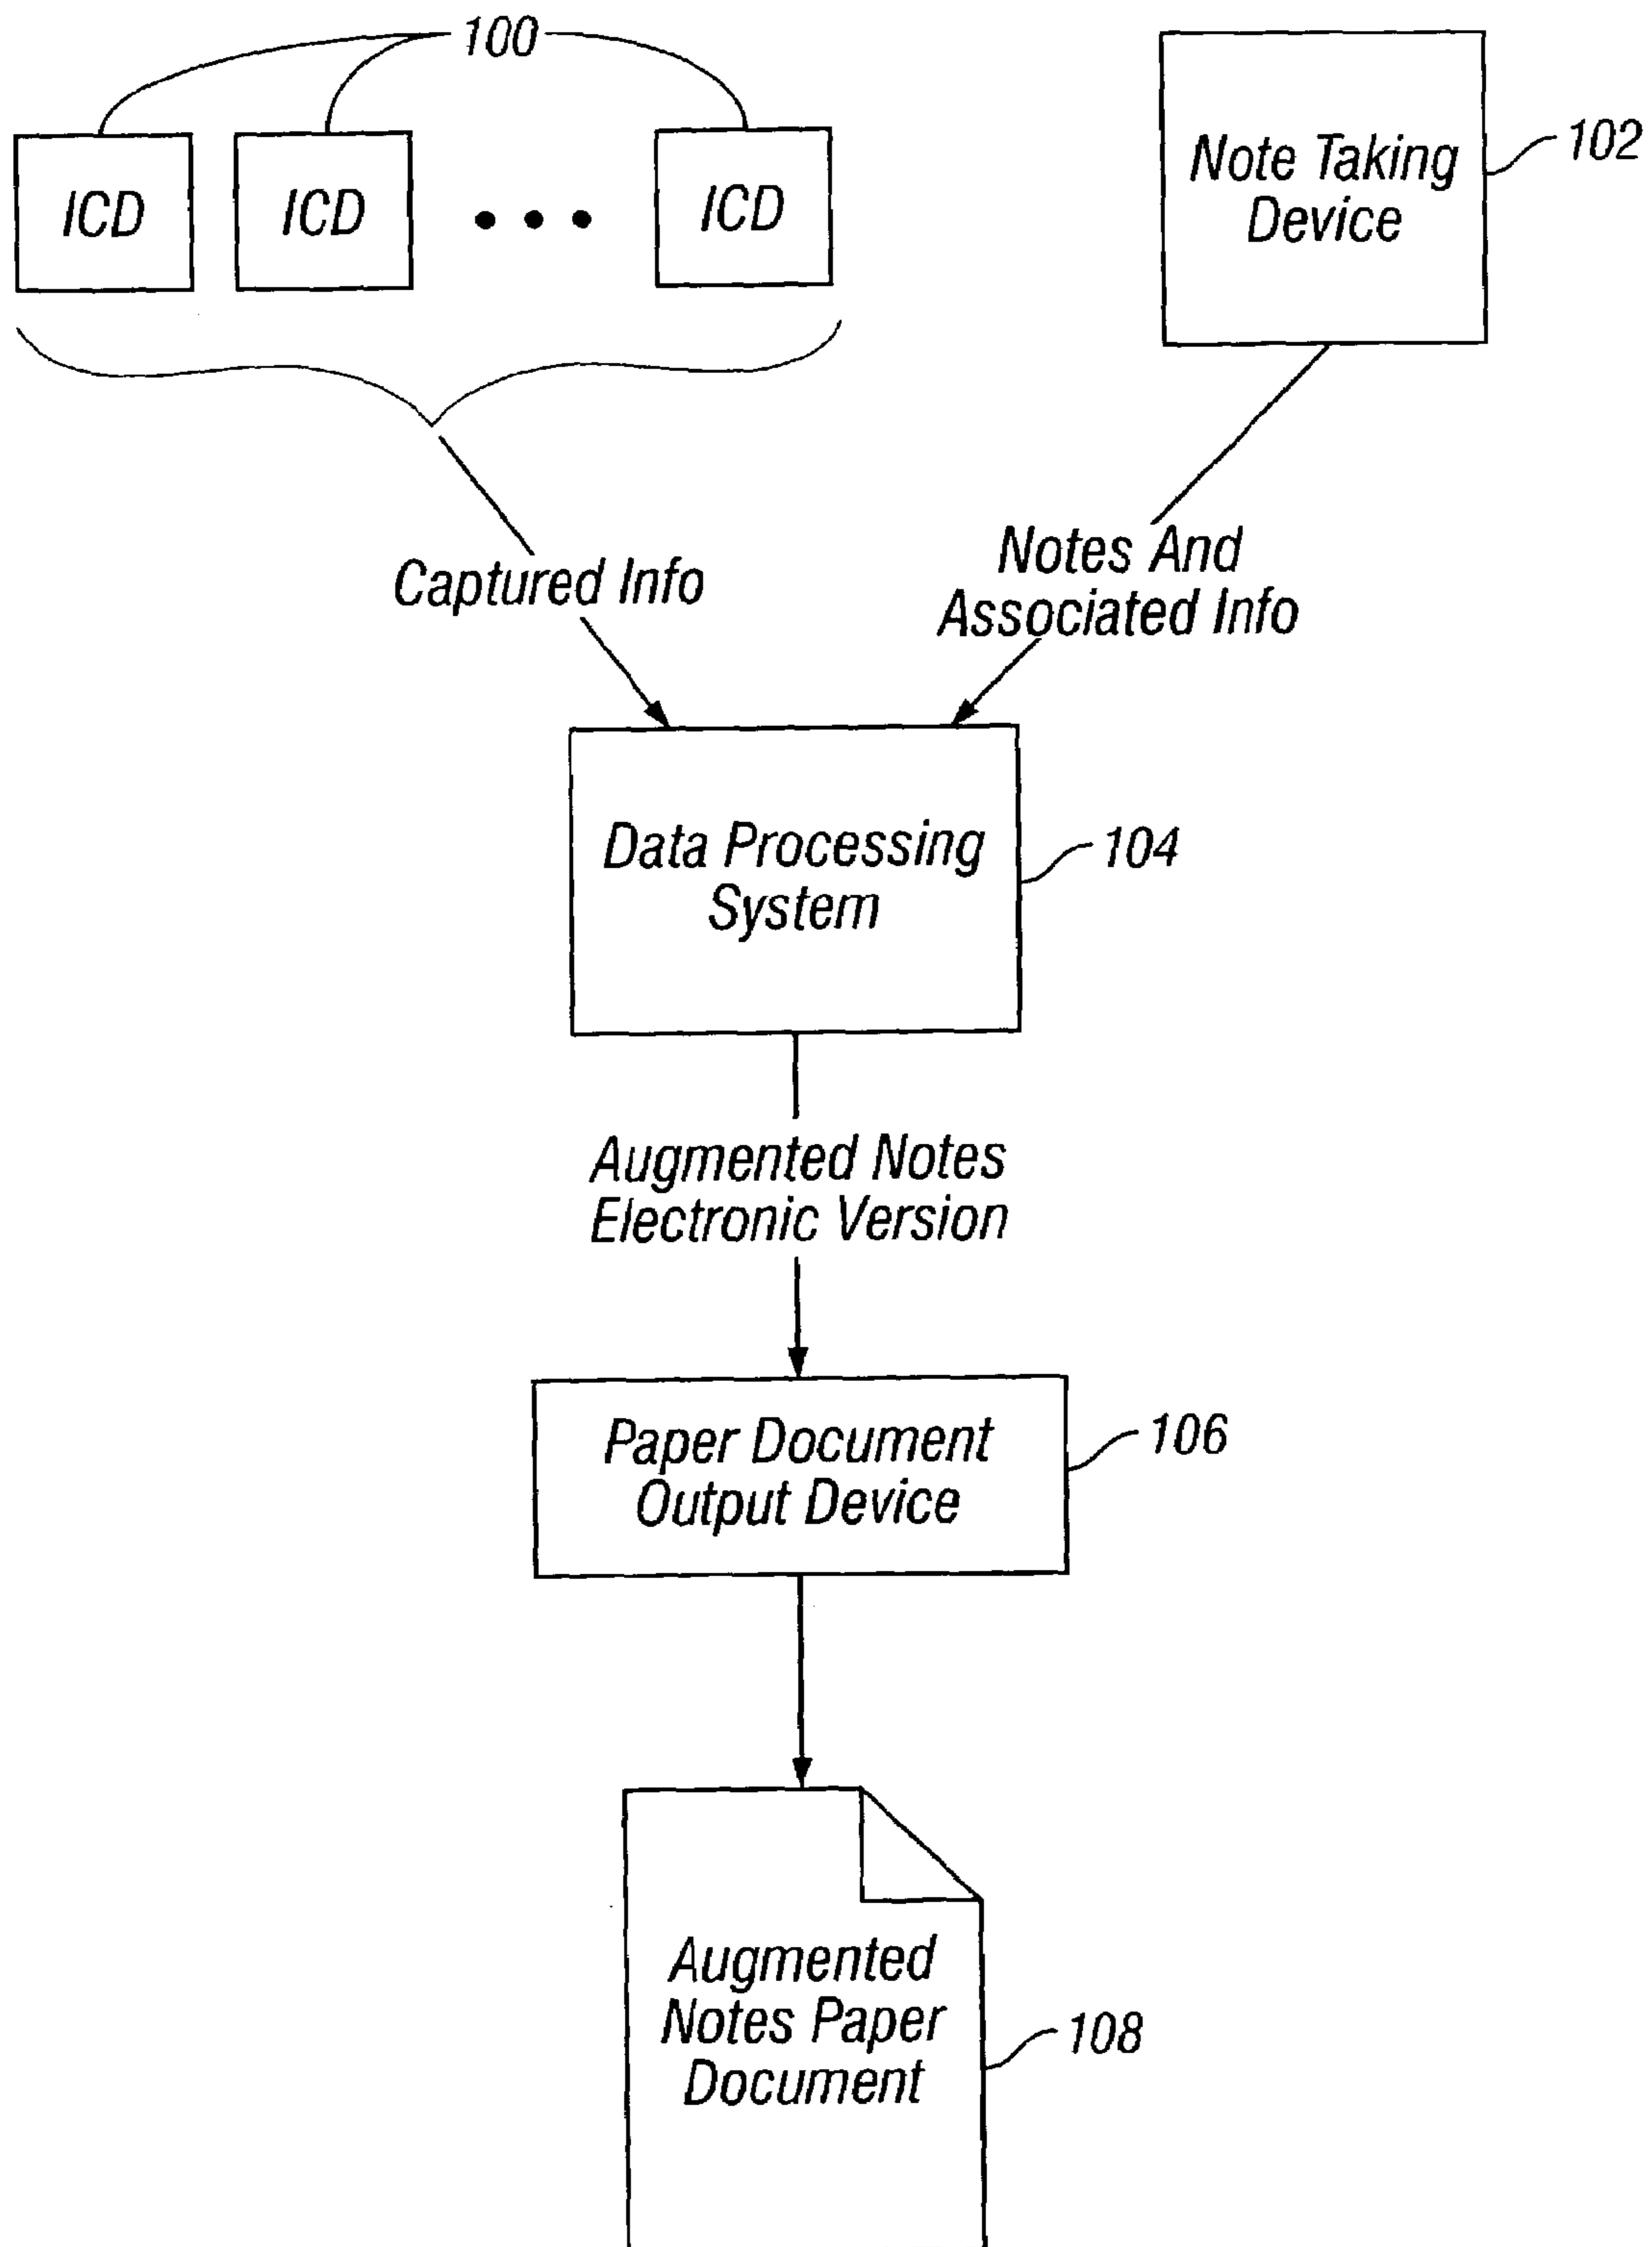 100
ICD
ICD
ICD
Note Taking
Device
102
Captured Info
Notes And
Associated Info
Data Processing
System
104
Augmented Notes
Electronic Version
Paper Document
Output Device
106
Augmented
Notes Paper
Document
108